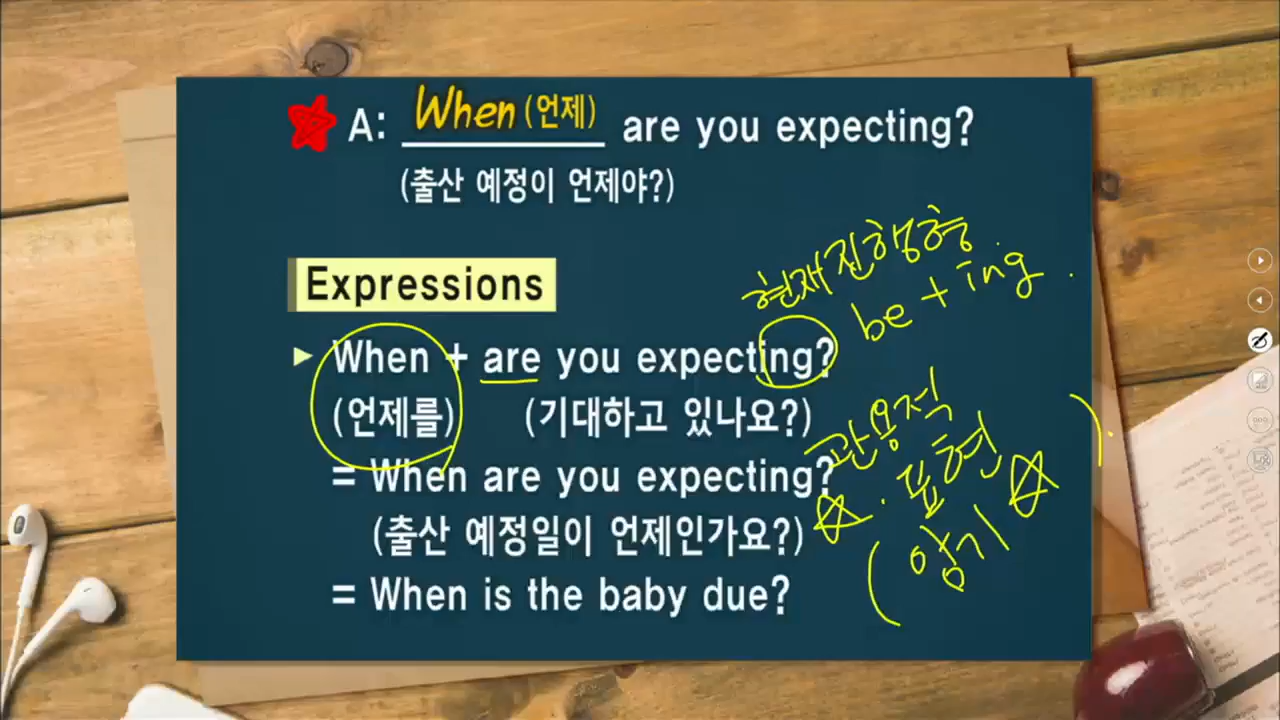 A: When (언제) are you expecting?
(출산 예정이 언제야?)
Expressions
현재진행형
be + ing.
When + are you expecting?
(언제를) (기대하고 있나요?)
관용적
표현
= When are you expecting?
(암기)
(출산 예정일이 언제인가요?)
= When is the baby due?